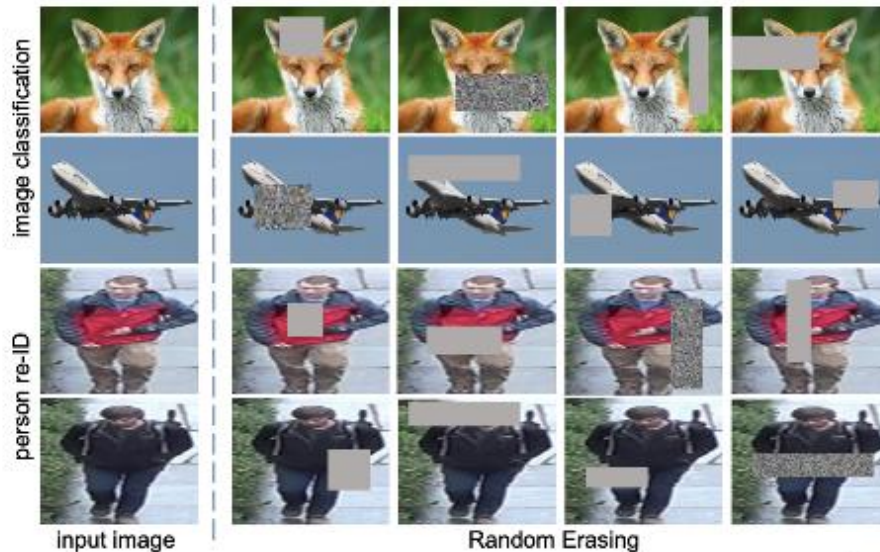 image classification
person re-ID
input image
Random Erasing